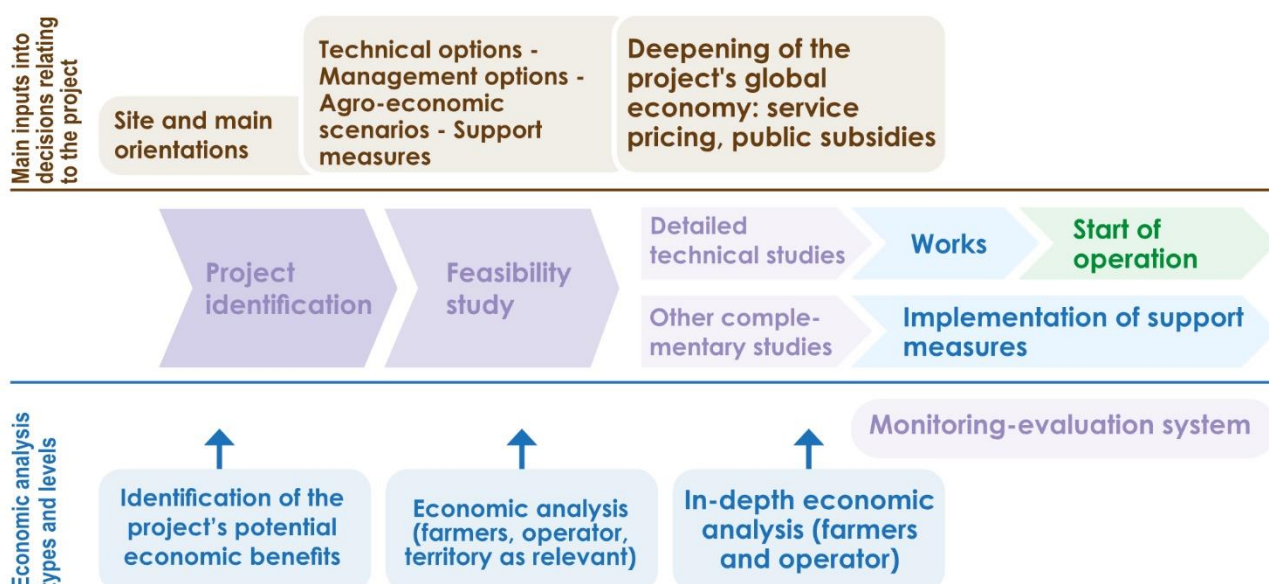 Main inputs into
decisions relating
to the project
Site and main
orientations
Technical options -
Management options -
Agro-economic
scenarios - Support
measures
Deepening of the
project's global
economy: service
pricing, public subsidies
Project
identification
Feasibility
study
Detailed
technical studies
Works
Start of
operation
Other comple-
mentary studies
Implementation of support
measures
Economic analysis
types and levels
Monitoring-evaluation system
Identification of the
project's potential
economic benefits
Economic analysis
(farmers, operator,
territory as relevant)
In-depth economic
analysis (farmers
and operator)